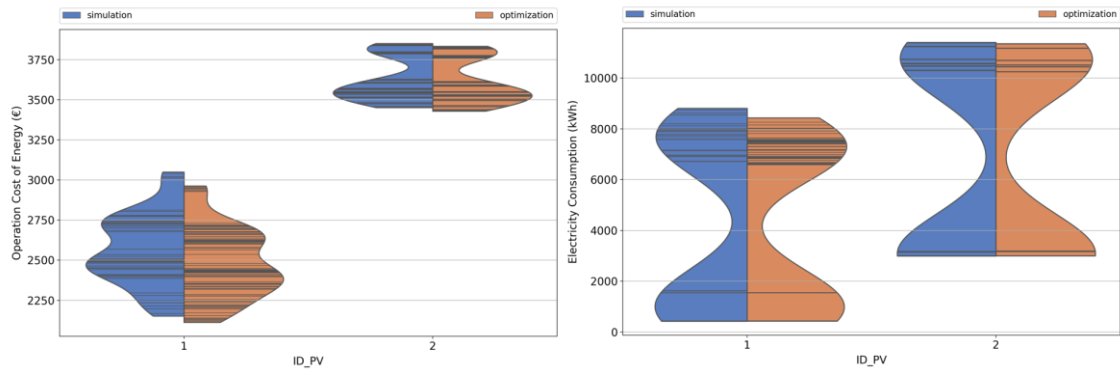 simulation optimization
Operation Cost of Energy (€)
3750
3500
3250
3000
2750
2500
2250
1 2
ID_PV
simulation optimization
Electricity Consumption (kWh)
10000
8000
6000
4000
2000
0
1 2
ID_PV